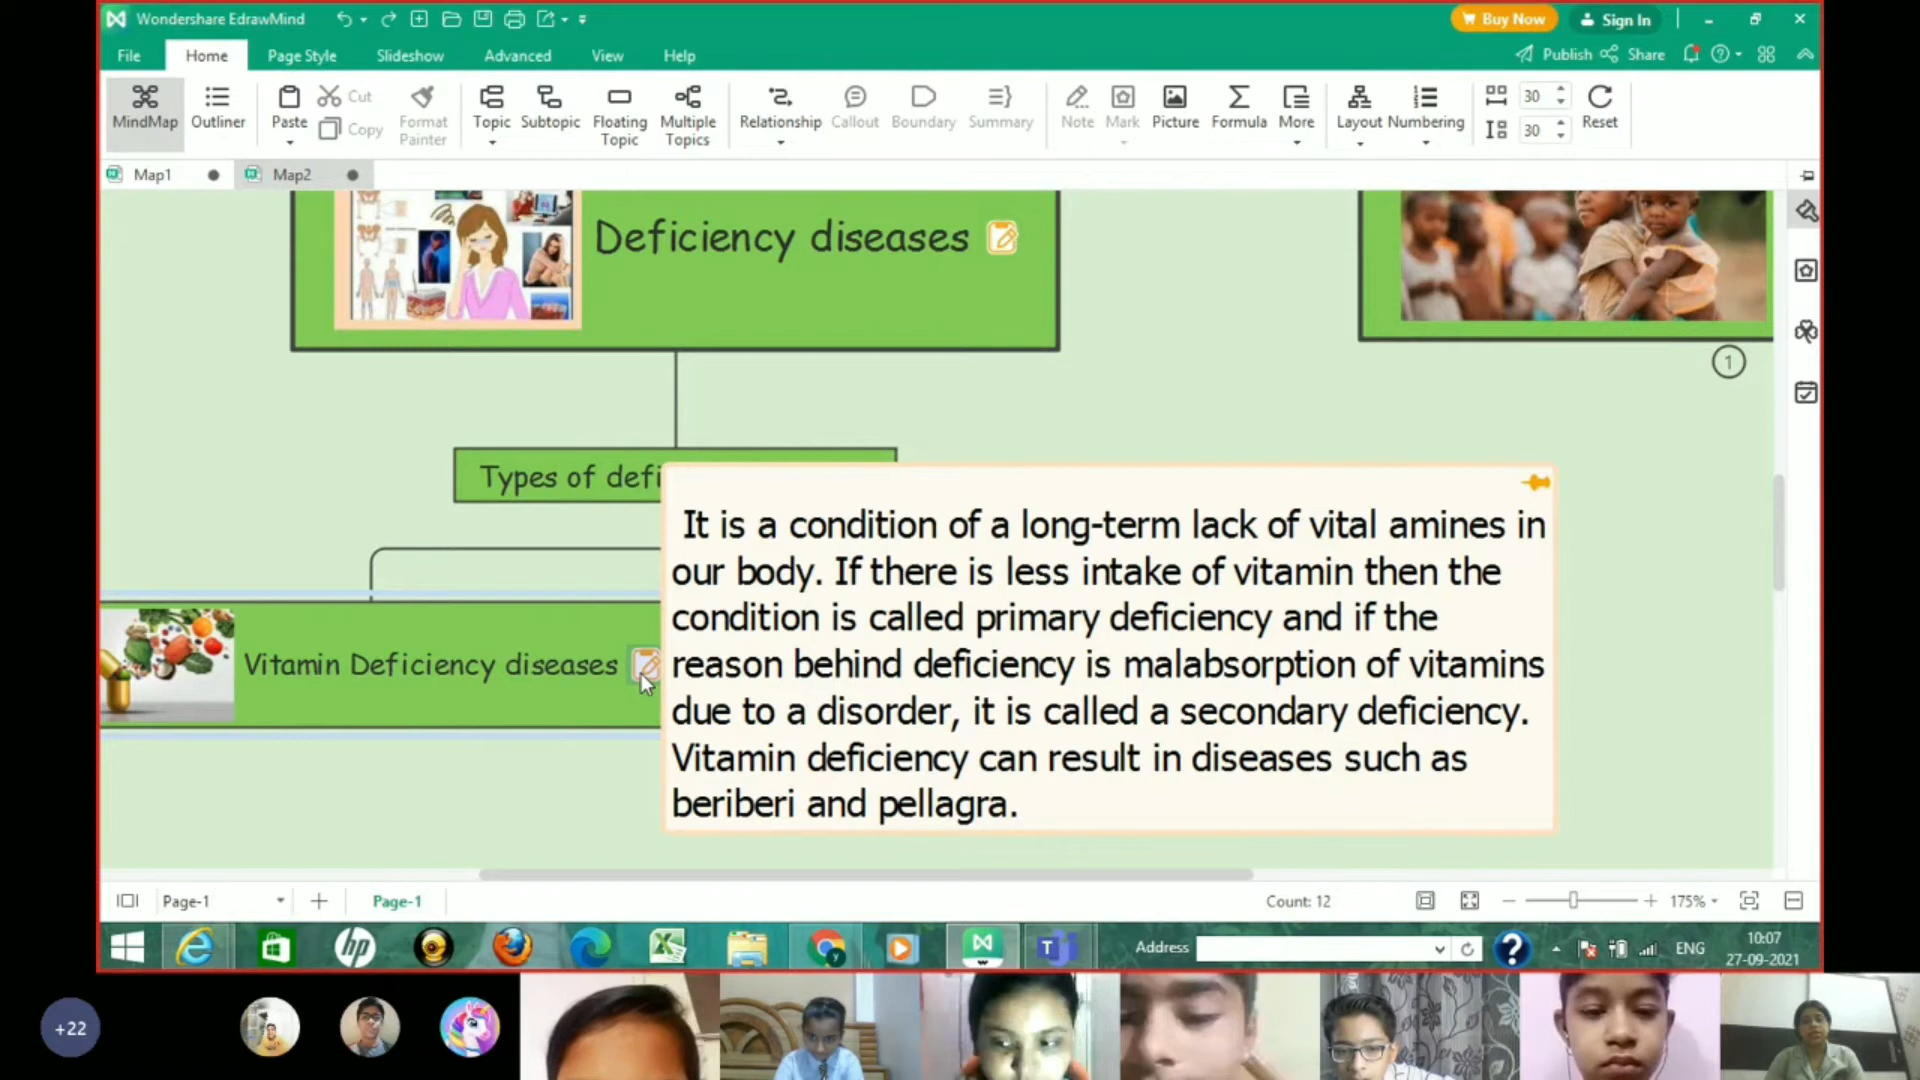 Wondershare EdrawMind
Buy Now
Sign In
File
Home
Page Style
Slideshow
Advanced
View
Help
Publish
Share
MindMap
Outliner
Paste
Cut
Copy
Format
Painter
Topic
Subtopic
Floating
Topic
Multiple
Topics
Relationship
Callout
Boundary
Summary
Note
Mark
Picture
Formula
More
Layout
Numbering
30
30
Reset
Map1
Map2
Deficiency diseases
1
Types of defi
It is a condition of a long-term lack of vital amines in
our body. If there is less intake of vitamin then the
condition is called primary deficiency and if the
reason behind deficiency is malabsorption of vitamins
due to a disorder, it is called a secondary deficiency.
Vitamin deficiency can result in diseases such as
beriberi and pellagra.
Vitamin Deficiency diseases
Page-1
Page-1
Count: 12
175%
Address
ENG
10:07
27-09-2021
+22